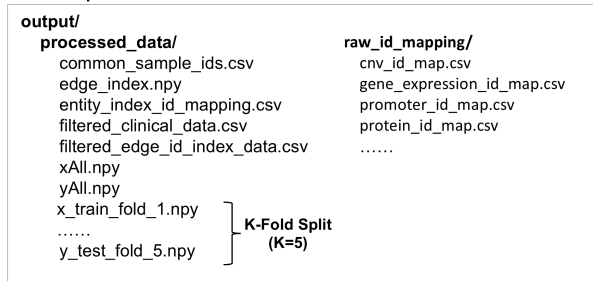 output/
processed_data/
common_sample_ids.csv
edge_index.npy
entity_index_id_mapping.csv
filtered_clinical_data.csv
filtered_edge_id_index_data.csv
xAll.npy
yAll.npy
x_train_fold_1.npy
......
y_test_fold_5.npy
K-Fold Split
(K=5)
raw_id_mapping/
cnv_id_map.csv
gene_expression_id_map.csv
promoter_id_map.csv
protein_id_map.csv
......